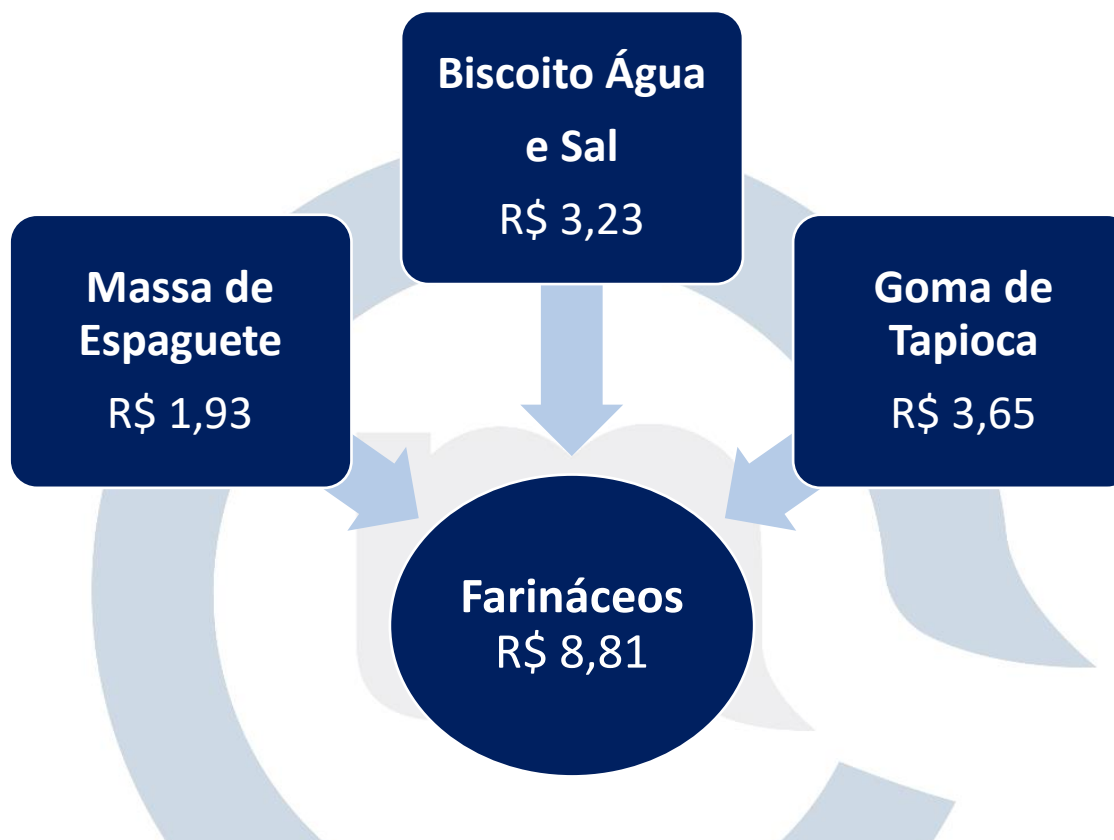 Biscoito Água
e Sal
R$ 3,23
Massa de
Espaguete
R$ 1,93
Goma de
Tapioca
R$ 3,65
Farináceos
R$ 8,81